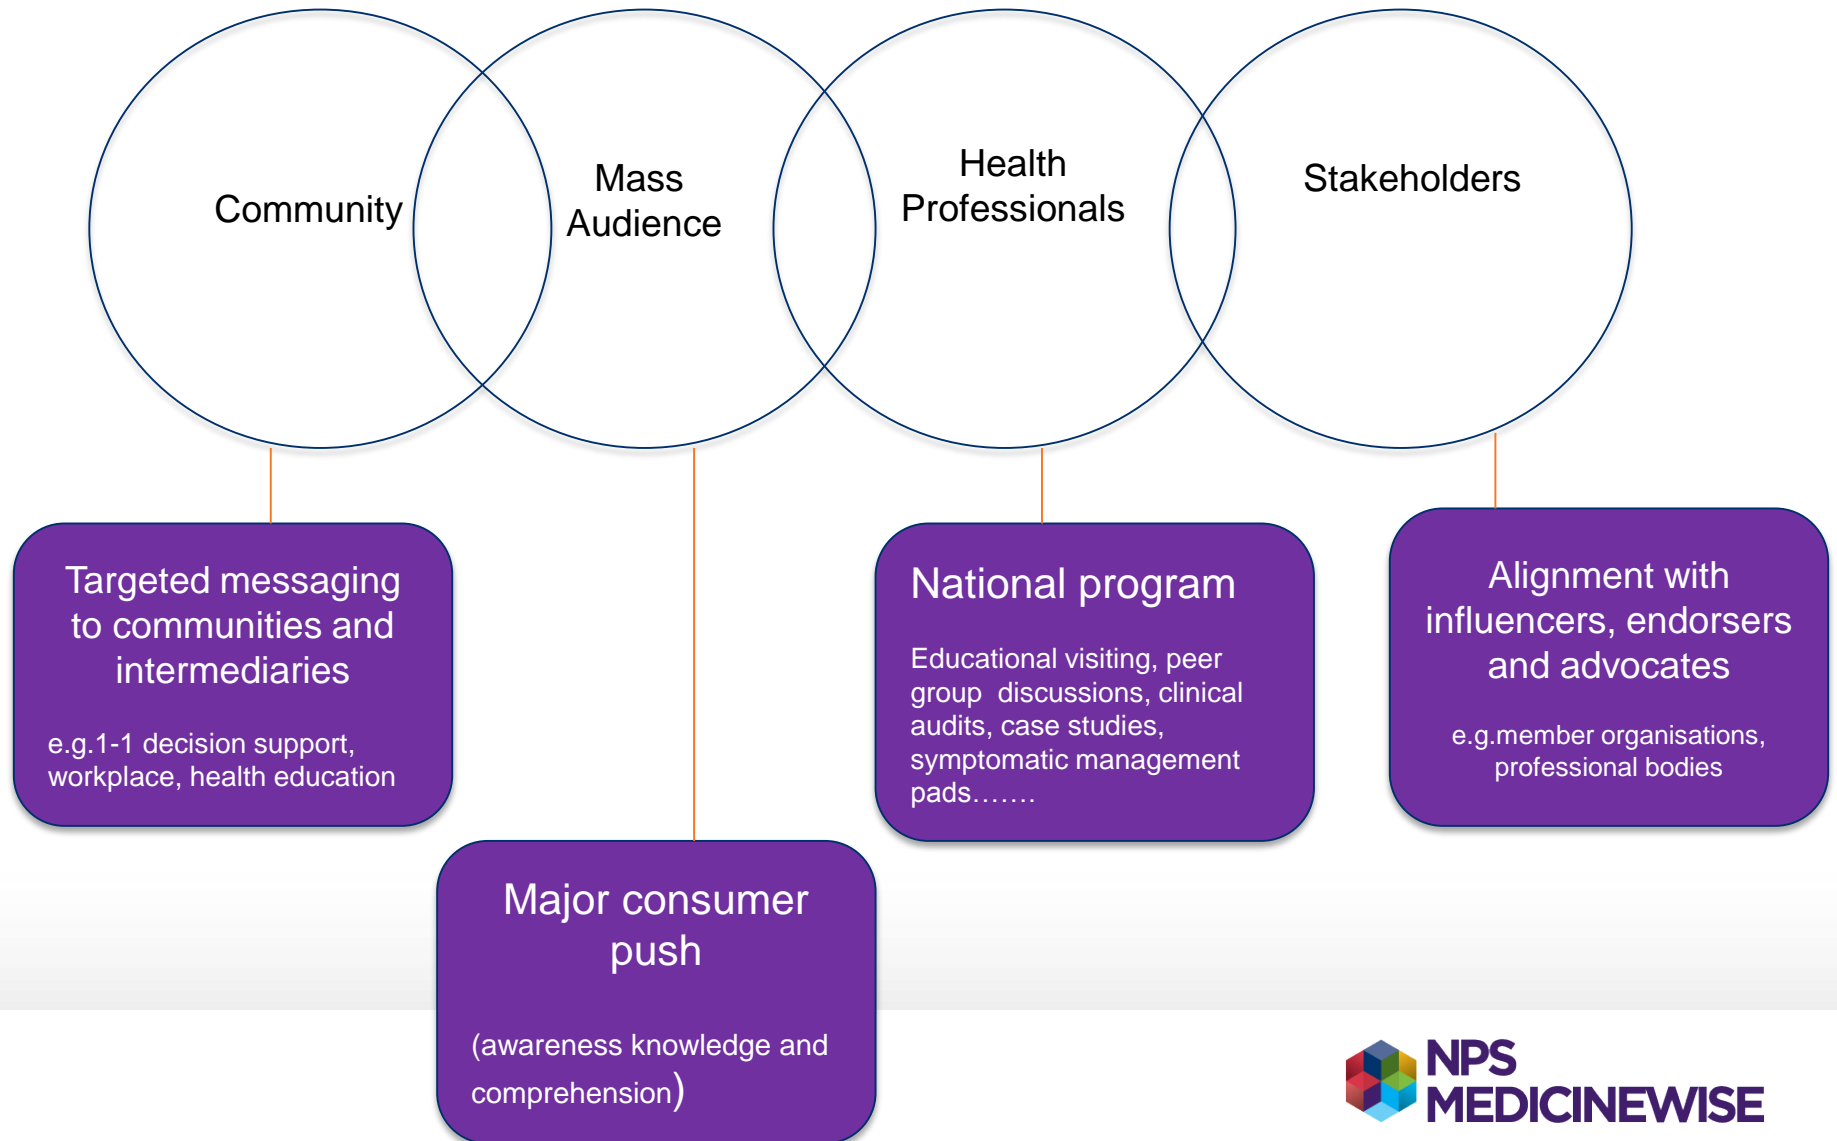 Community
Mass
Audience
Health
Professionals
Stakeholders
Targeted messaging
to communities and
intermediaries
e.g.1-1 decision support,
workplace, health education
Major consumer
push
(awareness knowledge and
comprehension)
National program
Educational visiting, peer
group  discussions, clinical
audits, case studies,
symptomatic management
pads…….
Alignment with
influencers, endorsers
and advocates
e.g.member organisations,
professional bodies
NPS
MEDICINEWISE